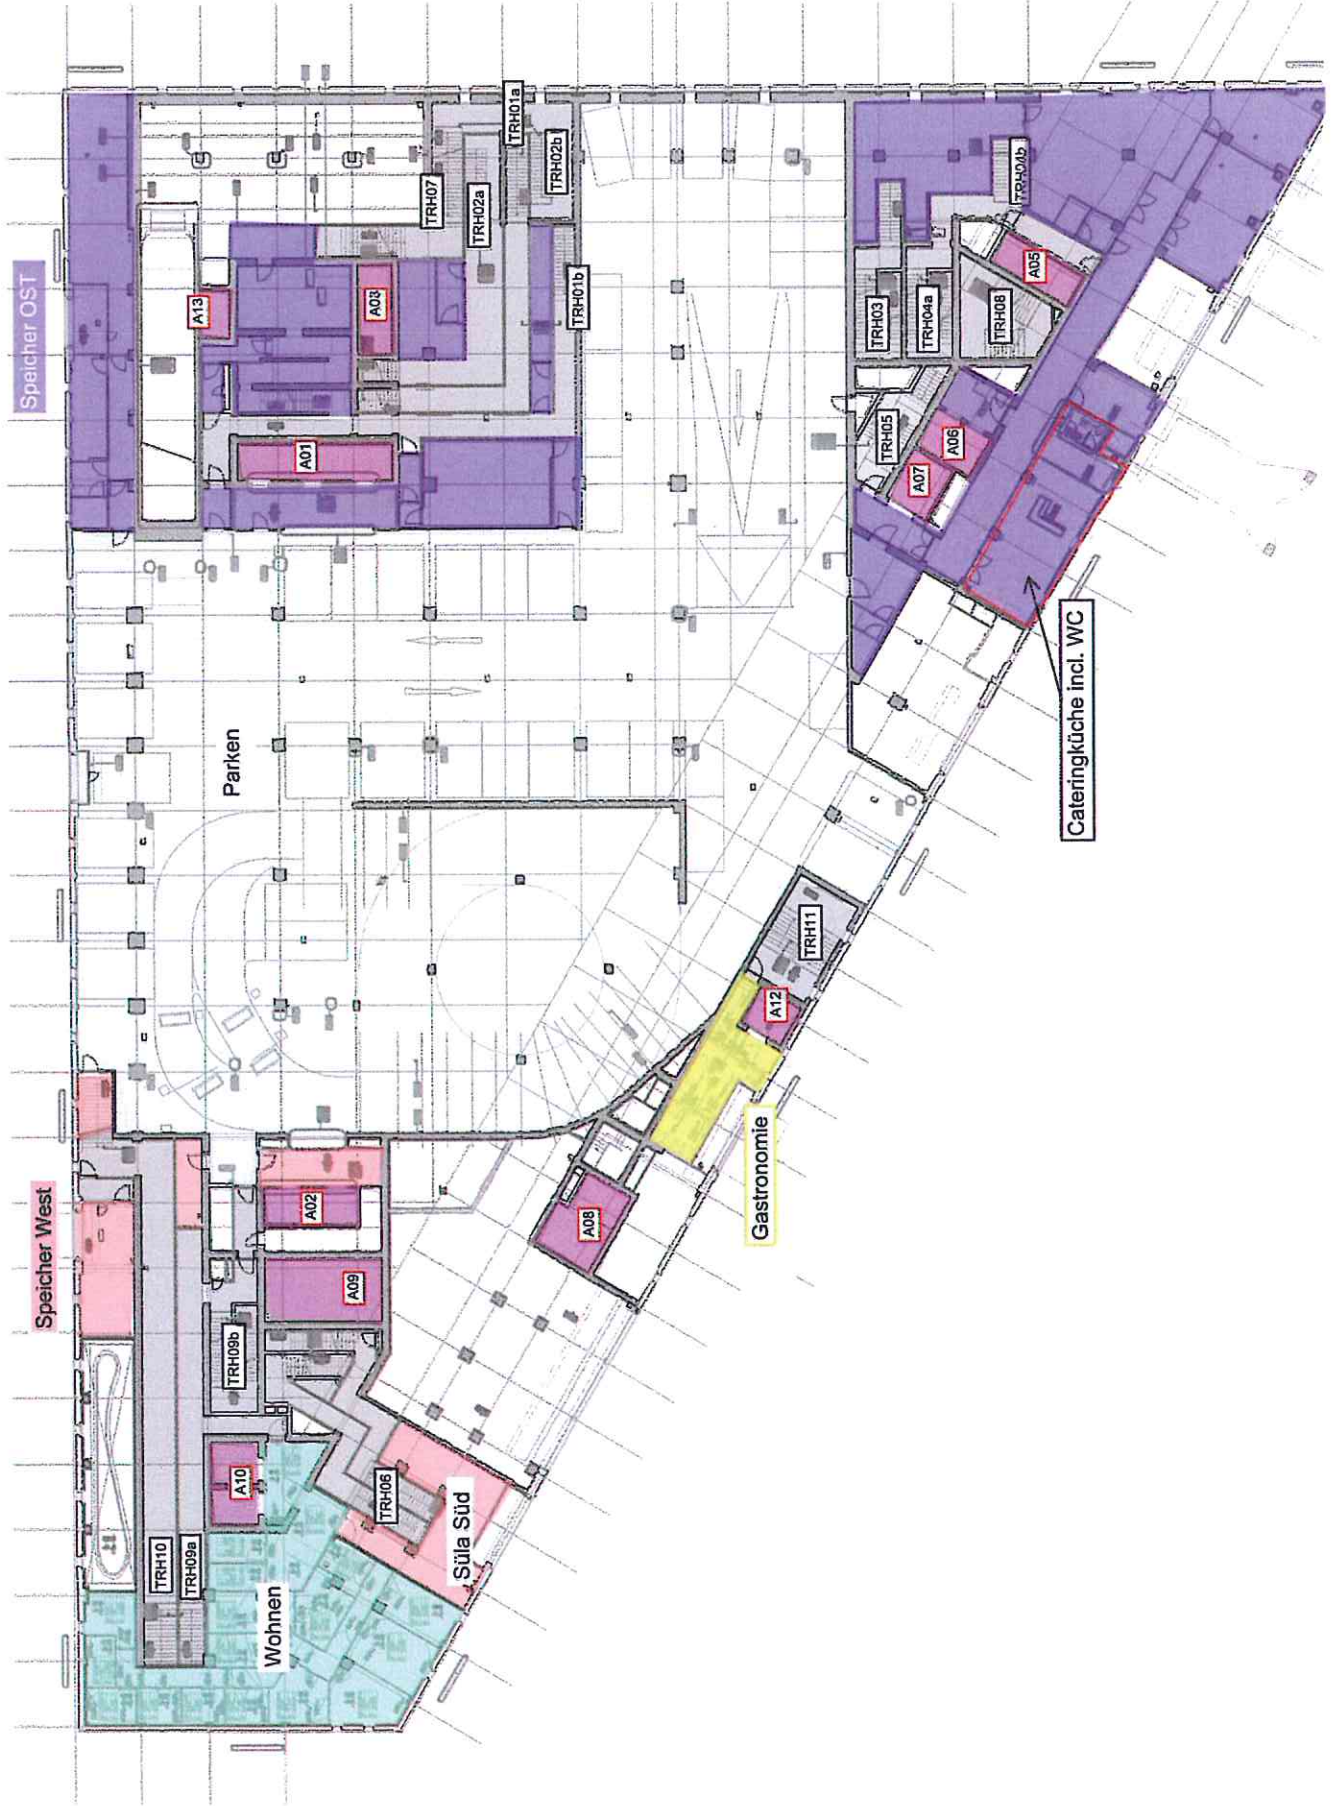 Speicher OST
Speicher West
Parken
TRH07
TRH02a
TRH01a
TRH02b
TRH01b
A13
A03
A01
TRH03
TRH04a
TRH04b
TRH08
A05
TRH05
A06
A07
Cateringküche incl. WC
TRH11
A12
Gastronomie
A08
A02
A09
TRH09b
A10
TRH06
Süla Süd
TRH10
TRH09a
Wohnen